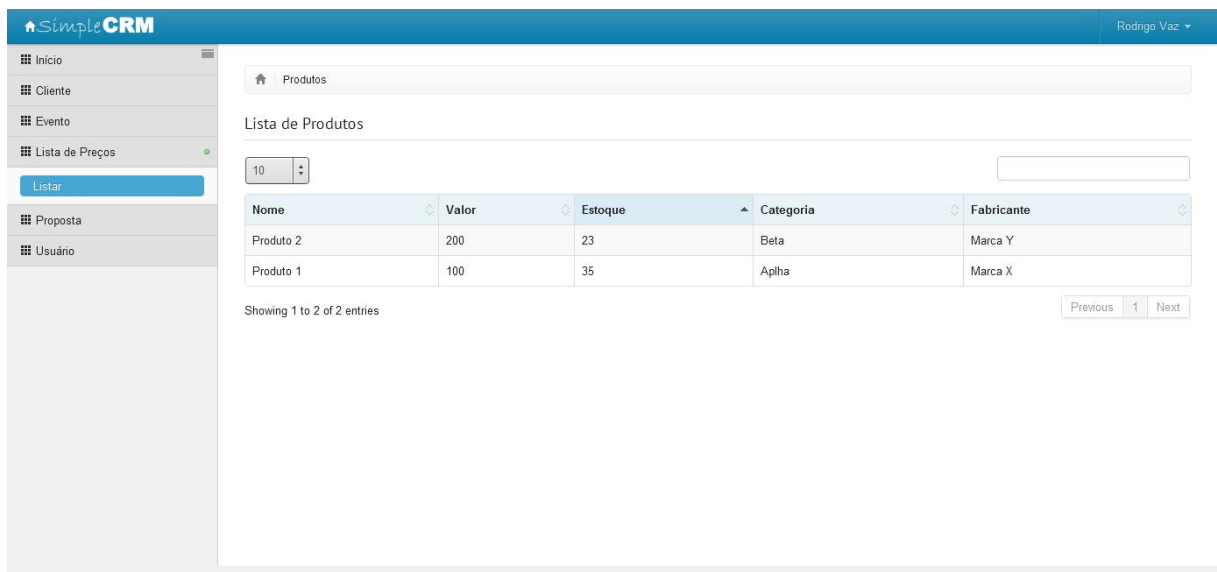 SimpleCRM
Rodrigo Vaz
Início
Cliente
Evento
Lista de Preços
Listar
Proposta
Usuário
Produtos
Lista de Produtos
10
Nome Valor Estoque Categoria Fabricante
Produto 2 200 23 Beta Marca Y
Produto 1 100 35 Aplha Marca X
Showing 1 to 2 of 2 entries
Previous 1 Next